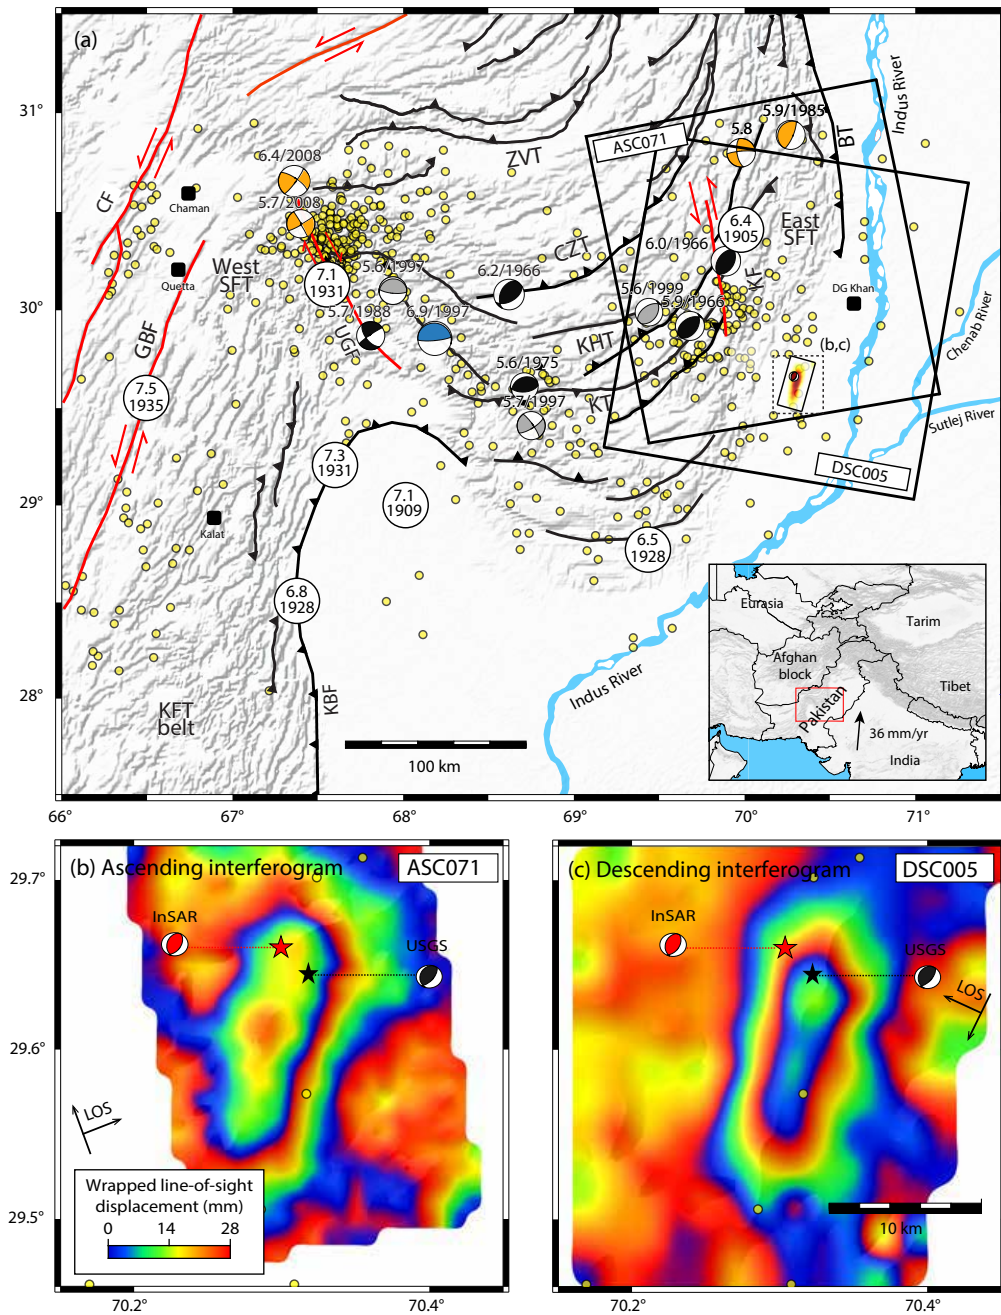 (a)
31°
30°
29°
28°
66°
67°
68°
69°
70°
71°
CF
Chaman
Quetta
West
SFT
GBF
7.5
1935
Kalat
KFT
belt
6.4/2008
5.7/2008
7.1
1931
5.6/1997
5.7/1988
6.9/1997
UGF
7.3
1931
7.1
1909
6.8
1928
KBF
ZVT
CZT
6.2/1966
5.6/1975
5.7/1997
KHT
KT
5.6/1999
5.9/1966
6.0/1966
6.4
1905
KF
East
SFT
ASC071
5.8
5.9/1985
BT
Indus River
DG Khan
Chenab River
(b,c)
Sutlej River
DSC005
6.5
1928
Indus River
100 km
Eurasia
Tarim
Afghan
block
Tibet
Pakistan
36 mm/yr
India
(b) Ascending interferogram
ASC071
29.7°
29.6°
29.5°
InSAR
USGS
LOS
Wrapped line-of-sight
displacement (mm)
0
14
28
70.2°
70.4°
(c) Descending interferogram
DSC005
InSAR
USGS
LOS
10 km
70.2°
70.4°